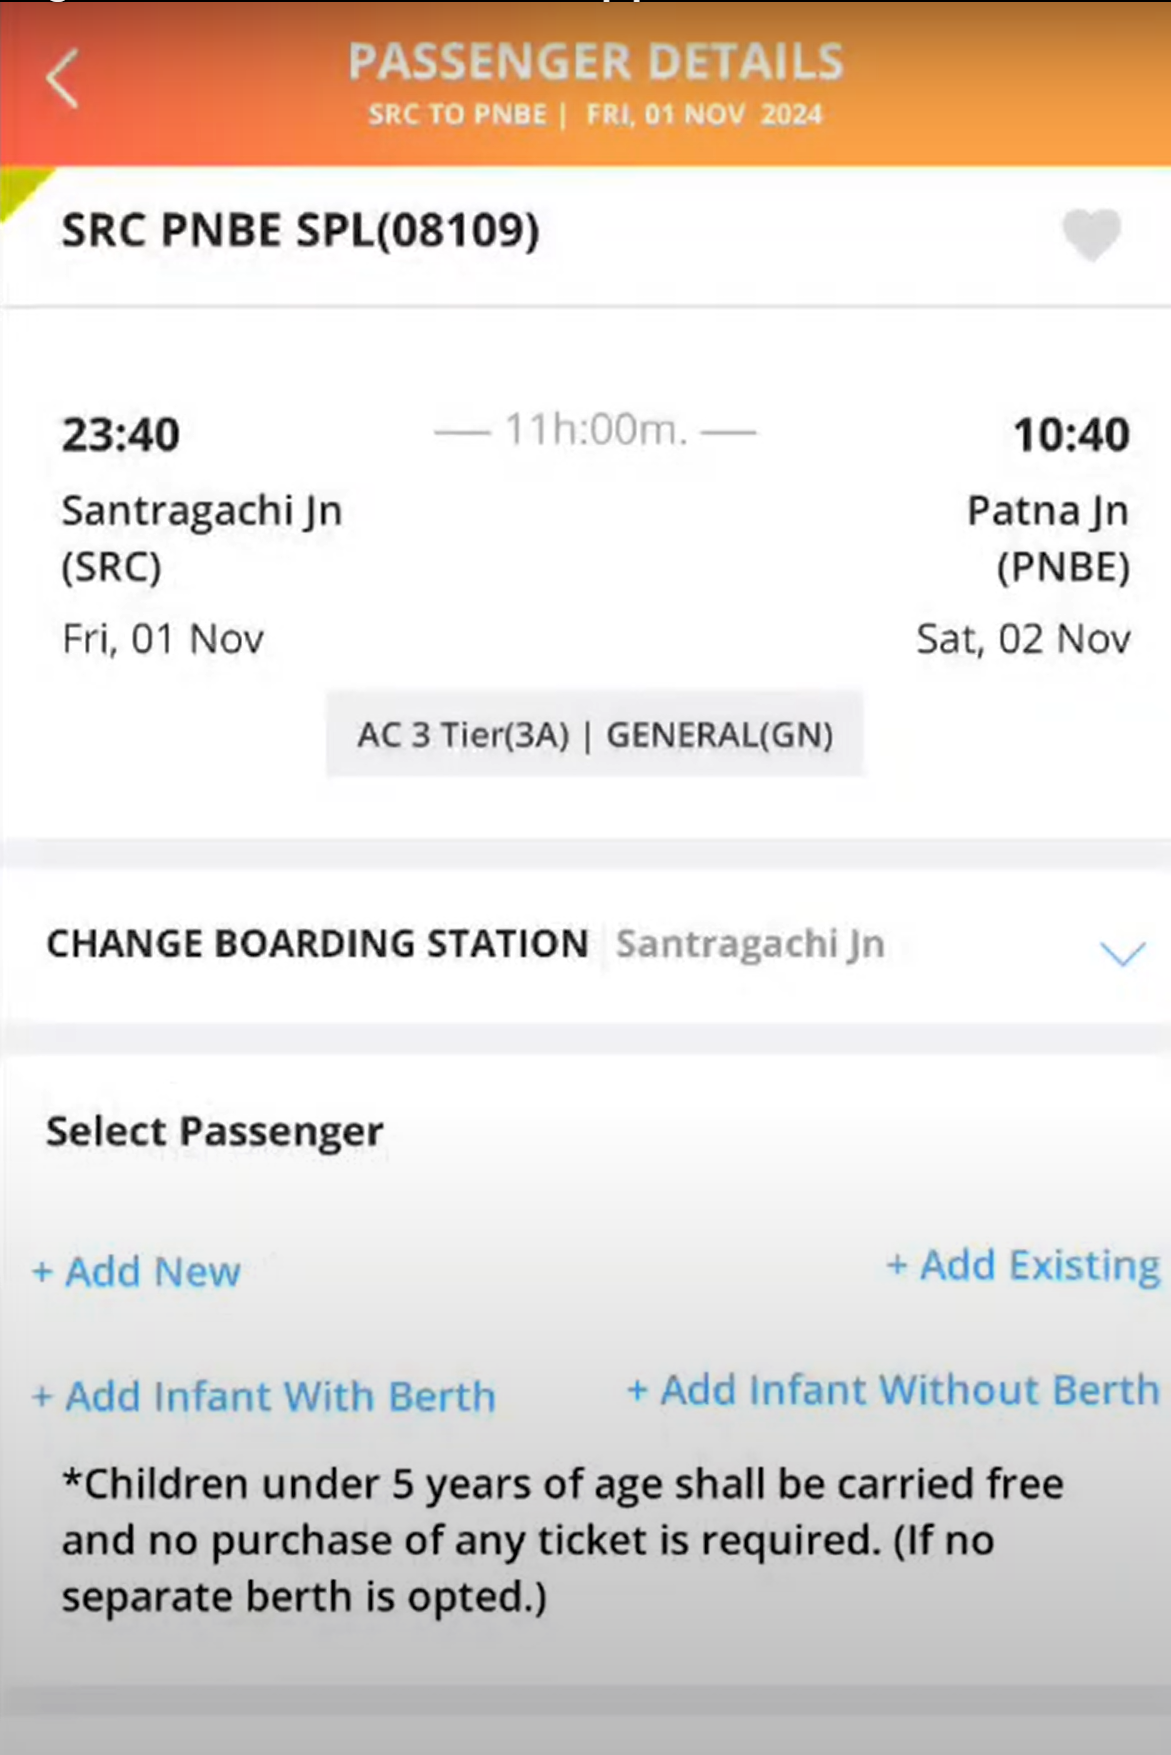 PASSENGER DETAILS
SRC TO PNBE | FRI, 01 NOV 2024
SRC PNBE SPL(08109)
23:40 — 11h:00m. — 10:40
Santragachi Jn Patna Jn
(SRC) (PNBE)
Fri, 01 Nov Sat, 02 Nov
AC 3 Tier(3A) | GENERAL(GN)
CHANGE BOARDING STATION Santragachi Jn
Select Passenger
+ Add New + Add Existing
+ Add Infant With Berth + Add Infant Without Berth
*Children under 5 years of age shall be carried free
and no purchase of any ticket is required. (If no
separate berth is opted.)